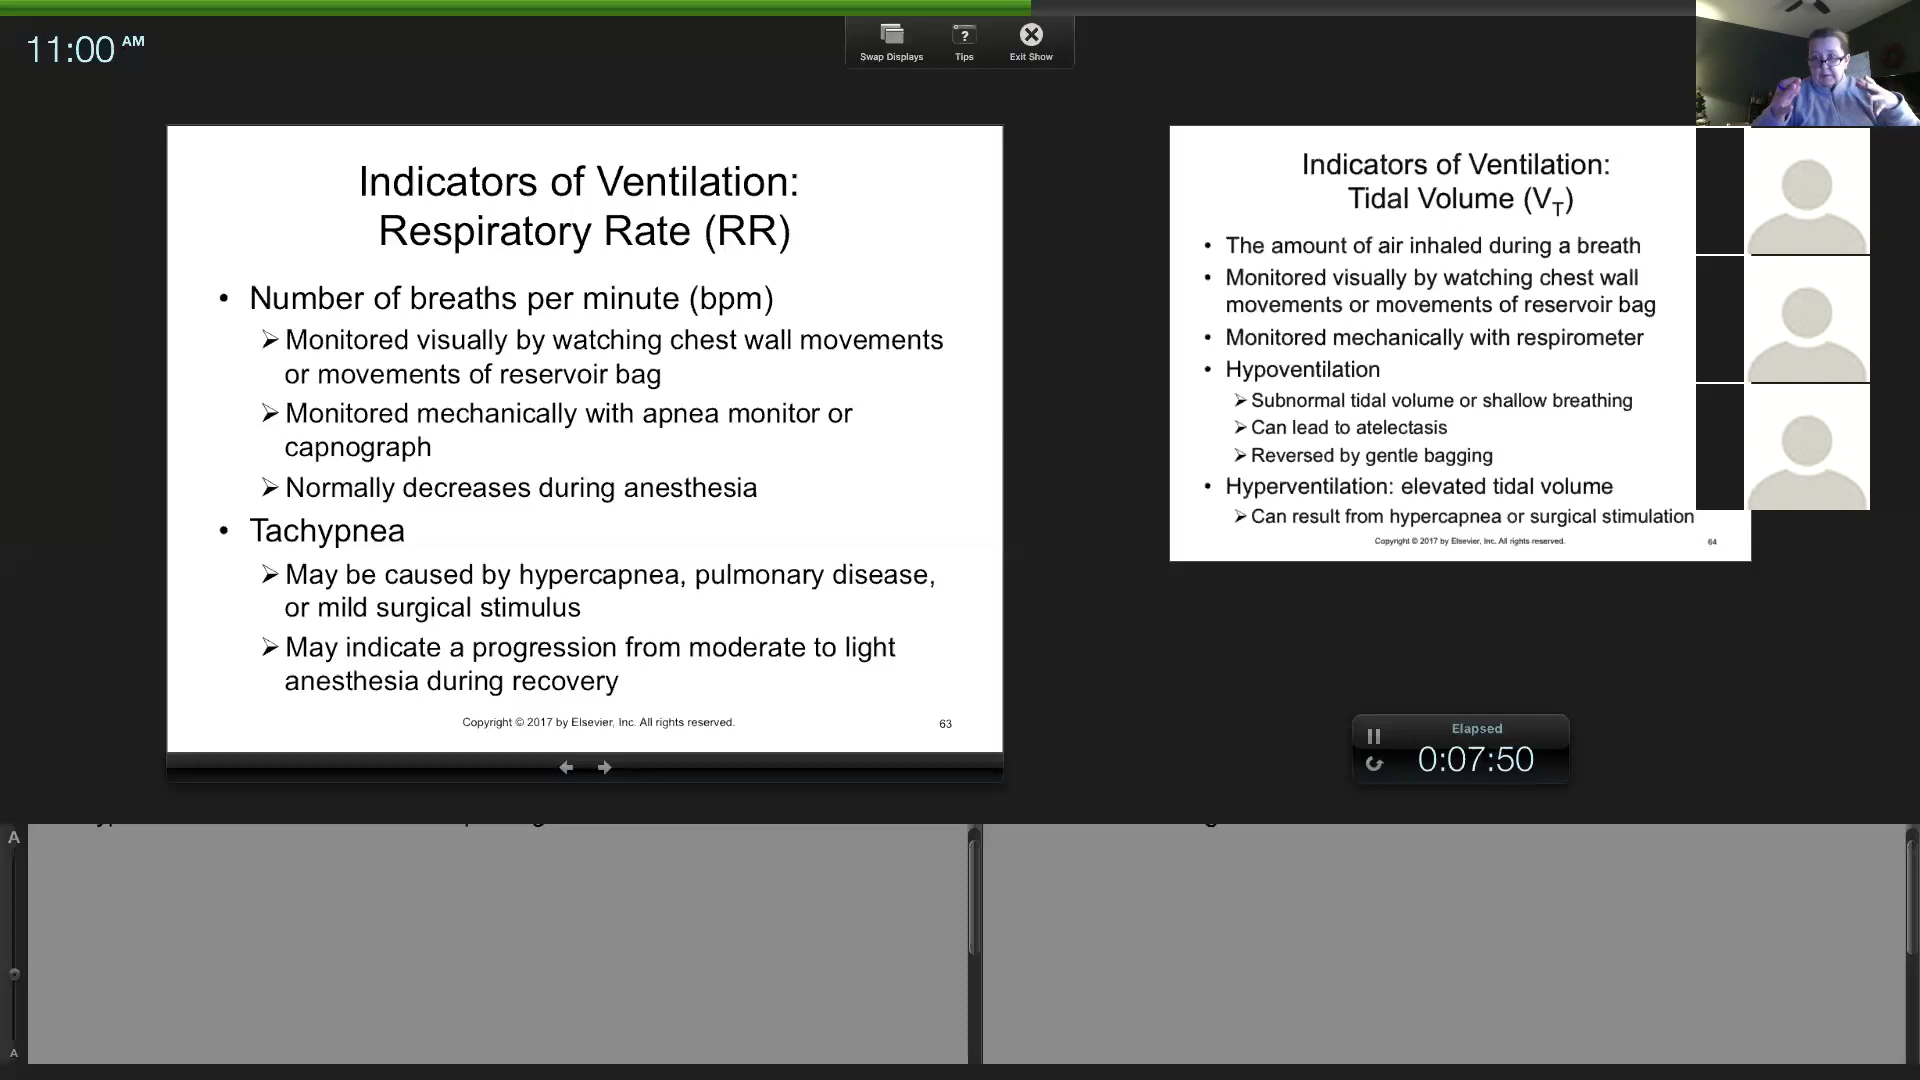 11:00 AM
Swap Displays
?
Tips
Exit Show
Indicators of Ventilation:
Respiratory Rate (RR)
• Number of breaths per minute (bpm)
➢ Monitored visually by watching chest wall movements
or movements of reservoir bag
➢ Monitored mechanically with apnea monitor or
capnograph
➢ Normally decreases during anesthesia
• Tachypnea
➢ May be caused by hypercapnea, pulmonary disease,
or mild surgical stimulus
➢ May indicate a progression from moderate to light
anesthesia during recovery
Copyright © 2017 by Elsevier, Inc. All rights reserved.
63
Indicators of Ventilation:
Tidal Volume (VT)
• The amount of air inhaled during a breath
• Monitored visually by watching chest wall
movements or movements of reservoir bag
• Monitored mechanically with respirometer
• Hypoventilation
➢ Subnormal tidal volume or shallow breathing
➢ Can lead to atelectasis
➢ Reversed by gentle bagging
• Hyperventilation: elevated tidal volume
➢ Can result from hypercapnea or surgical stimulation
Copyright © 2017 by Elsevier, Inc. All rights reserved.
64
Elapsed
0:07:50
A
A